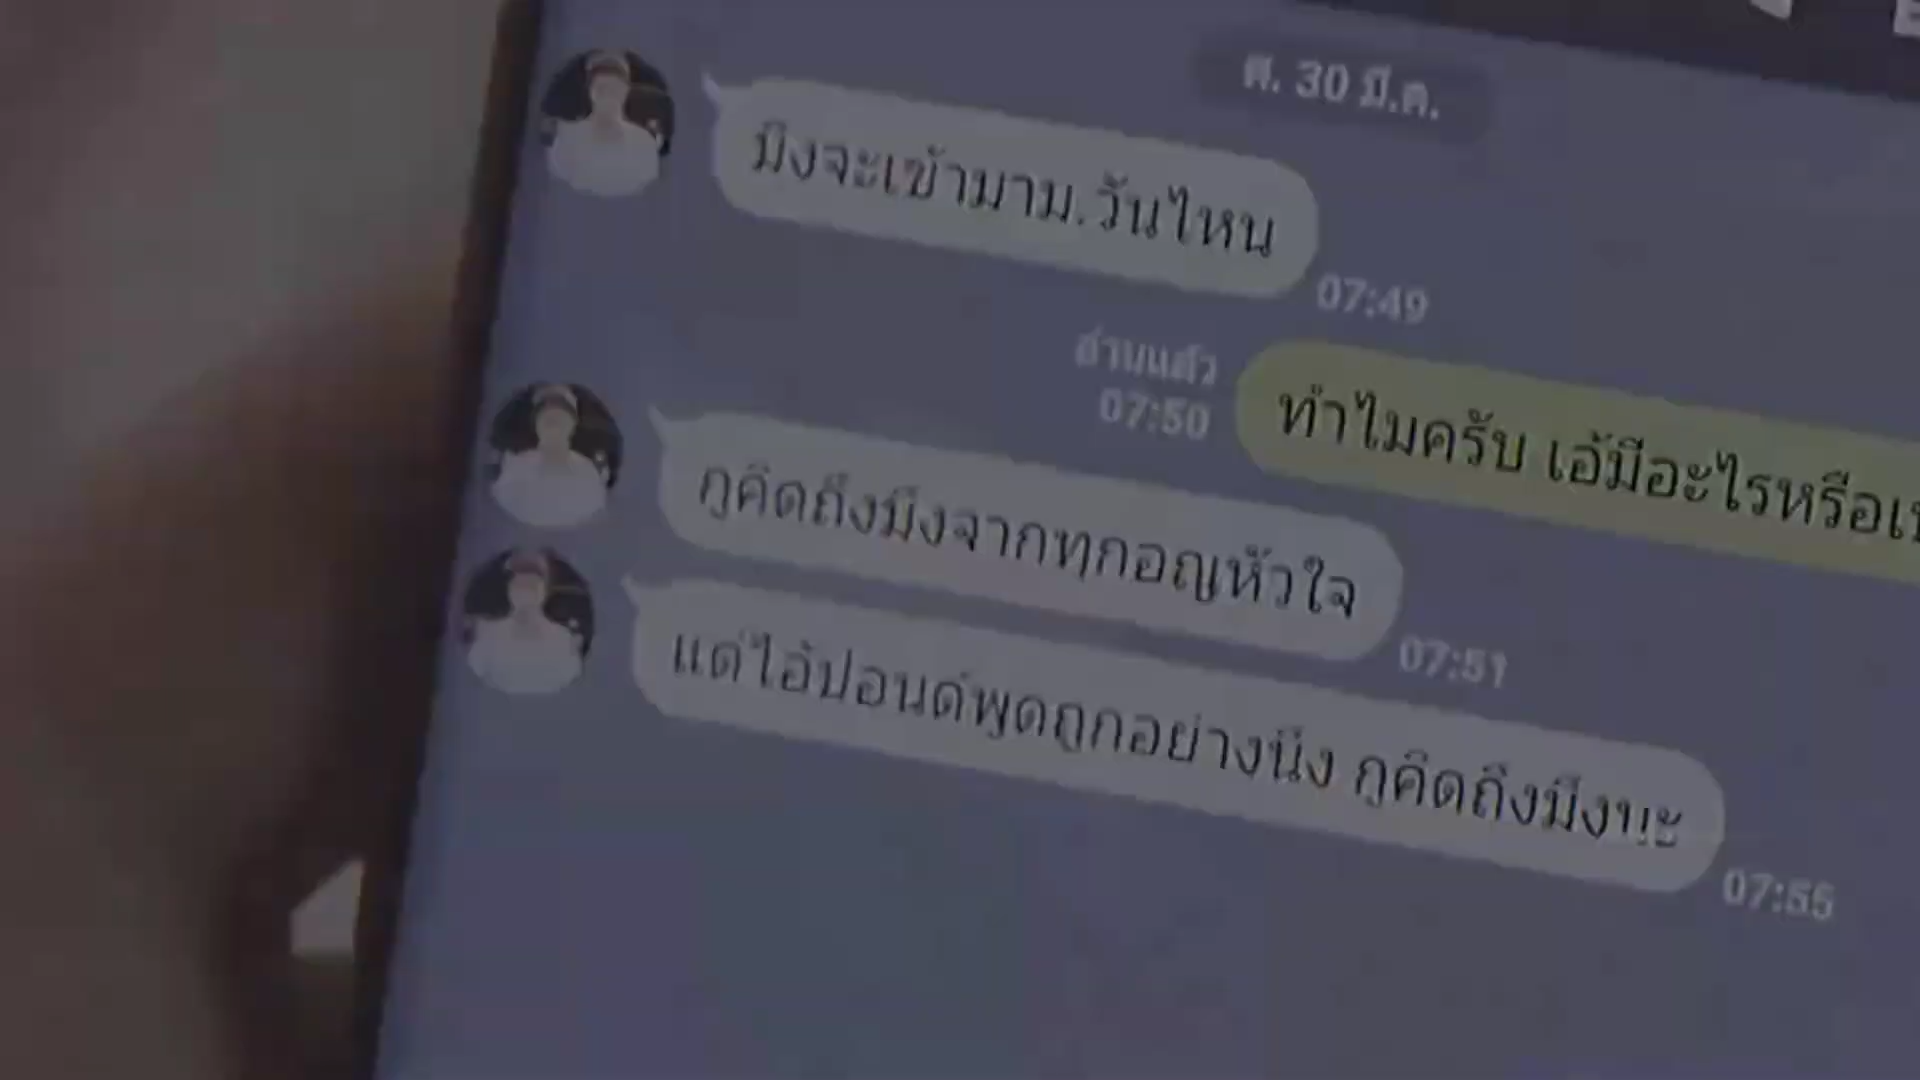 ศ. 30 มี.ค.
มึงจะเข้ามาม.วันไหน
07:49
อ่านแล้ว
07:50
ทำไมครับ เฮ้มีอะไรหรือเ
กูคิดถึงมึงจากทุกอณูหัวใจ
07:51
แต่ไอ้ปอนด์พูดถูกอย่างนึง กูคิดถึงมึงนะ
07:55